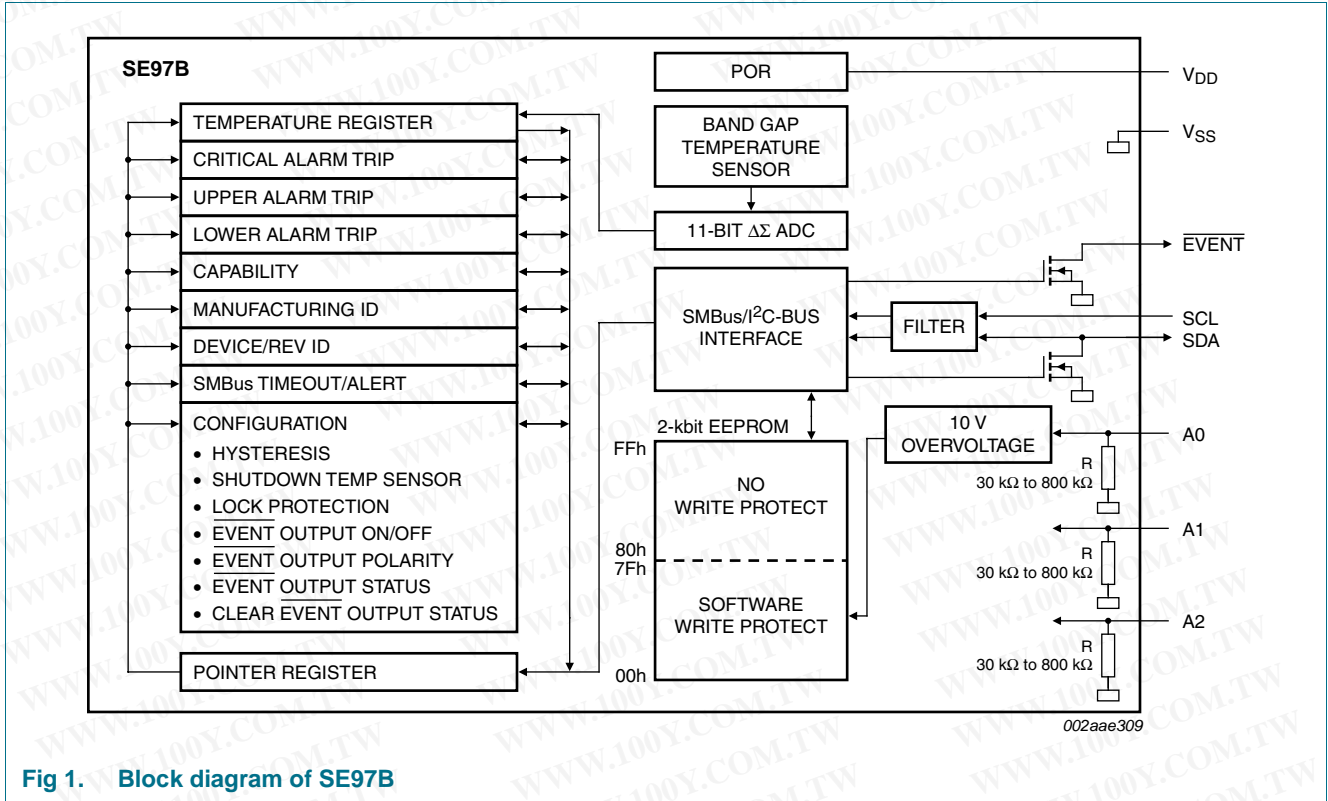 SE97B
TEMPERATURE REGISTER
CRITICAL ALARM TRIP
UPPER ALARM TRIP
LOWER ALARM TRIP
CAPABILITY
MANUFACTURING ID
DEVICE/REV ID
SMBus TIMEOUT/ALERT
CONFIGURATION
• HYSTERESIS
• SHUTDOWN TEMP SENSOR
• LOCK PROTECTION
• E̅V̅E̅N̅T̅ OUTPUT ON/OFF
• E̅V̅E̅N̅T̅ OUTPUT POLARITY
• E̅V̅E̅N̅T̅ OUTPUT STATUS
• CLEAR E̅V̅E̅N̅T̅ OUTPUT STATUS
POINTER REGISTER
POR
BAND GAP
TEMPERATURE
SENSOR
11-BIT ΔΣ ADC
SMBus/I²C-BUS
INTERFACE
FILTER
2-kbit EEPROM
FFh
NO
WRITE PROTECT
80h
7Fh
SOFTWARE
WRITE PROTECT
00h
10 V
OVERVOLTAGE
R
30 kΩ to 800 kΩ
R
30 kΩ to 800 kΩ
R
30 kΩ to 800 kΩ
VDD
VSS
E̅V̅E̅N̅T̅
SCL
SDA
A0
A1
A2
002aae309
Fig 1. Block diagram of SE97B
WWW.100Y.COM.TW